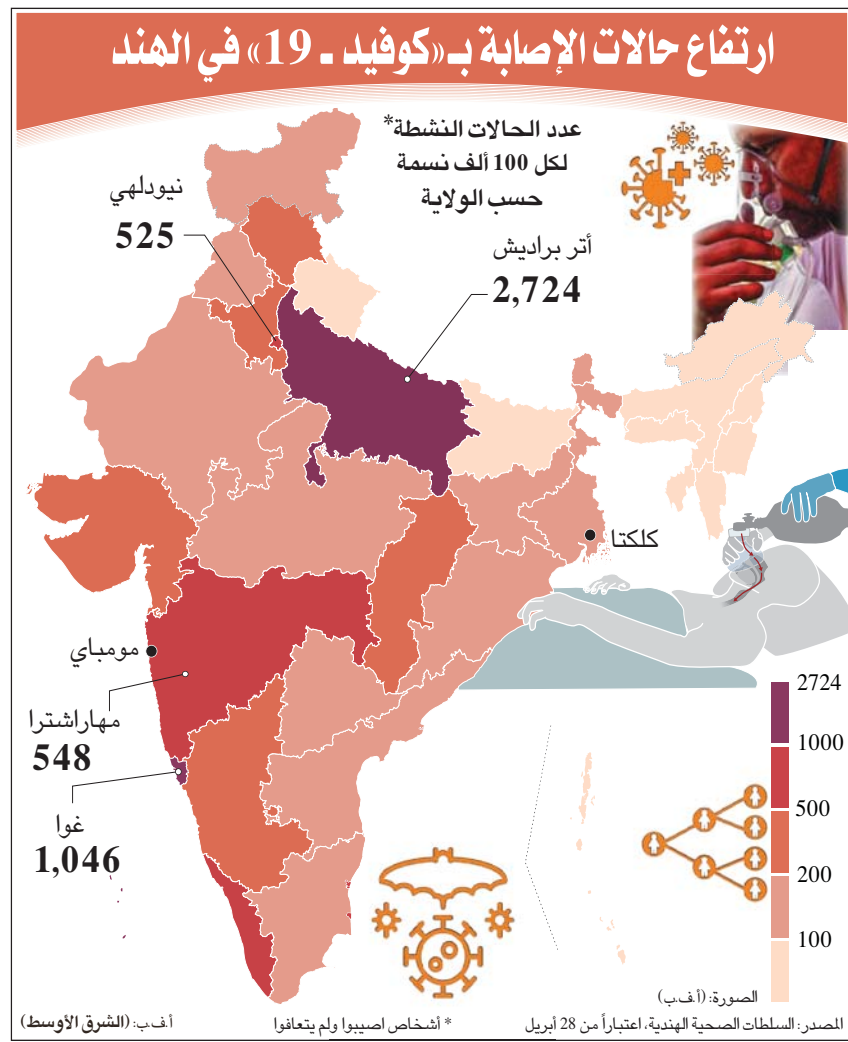 ارتفاع حالات الإصابة بـ«كوفيد ـ 19» في الهند
عدد الحالات النشطة*
لكل 100 ألف نسمة
حسب الولاية
نيودلهي
525
أتر براديش
2,724
كلكتا
مومباي
مهاراشترا
548
غوا
1,046
2724
1000
500
200
100
الصورة: (أ.ف.ب)
المصدر: السلطات الصحية الهندية، اعتباراً من 28 أبريل
* أشخاص اصيبوا ولم يتعافوا
أ.ف.ب: (الشرق الأوسط)